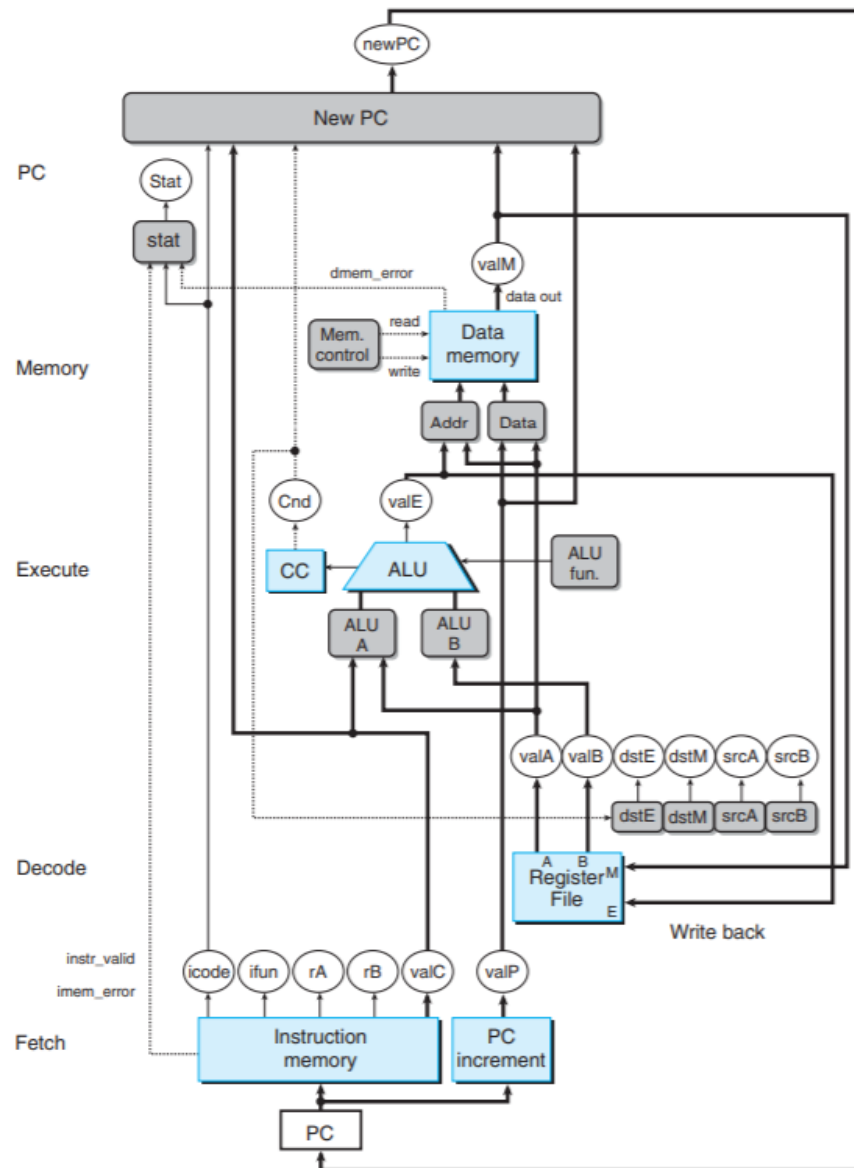 newPC
New PC
PC
Stat
stat
valM
dmem_error
data out
read
Mem.
control
Data
memory
Memory
write
Addr
Data
Cnd
valE
Execute
CC
ALU
ALU
fun.
ALU
A
ALU
B
valA
valB
dstE
dstM
srcA
srcB
dstE
dstM
srcA
srcB
Decode
A
B
M
Register
File
E
Write back
instr_valid
icode
ifun
rA
rB
valC
valP
imem_error
Fetch
Instruction
memory
PC
increment
PC